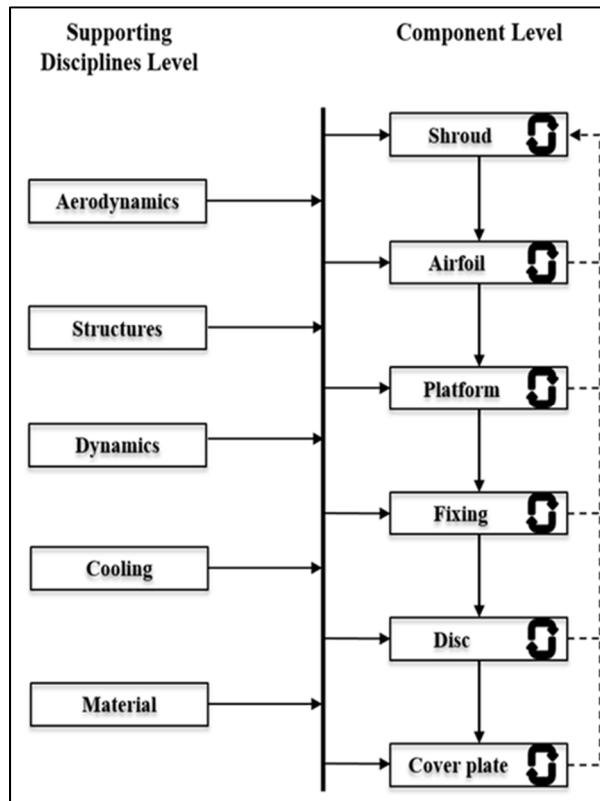 Supporting
Disciplines Level
Component Level
Shroud
Aerodynamics
Airfoil
Structures
Platform
Dynamics
Fixing
Cooling
Disc
Material
Cover plate